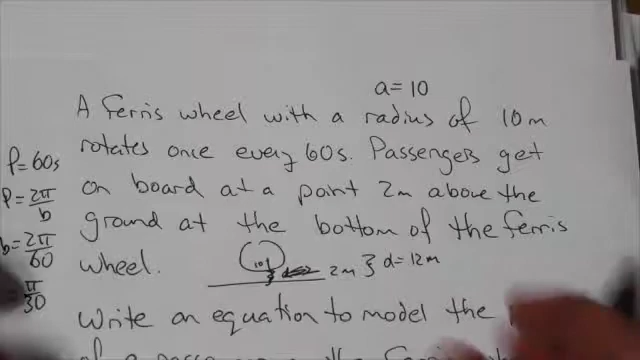 a=10
A ferris wheel with a radius of 10m
rotates once every 60s. Passengers get
on board at a point 2m above the
ground at the bottom of the ferris
wheel.
10
2m } d=12m
Write an equation to model the
of a
P=60s
P=2π/b
b=2π/60
=π/30